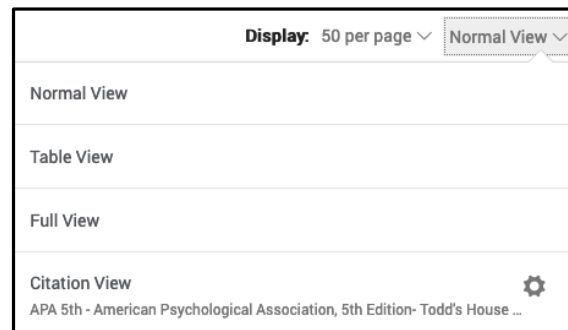 Display: 50 per page Normal View
Normal View
Table View
Full View
Citation View
APA 5th - American Psychological Association, 5th Edition- Todd's House ...